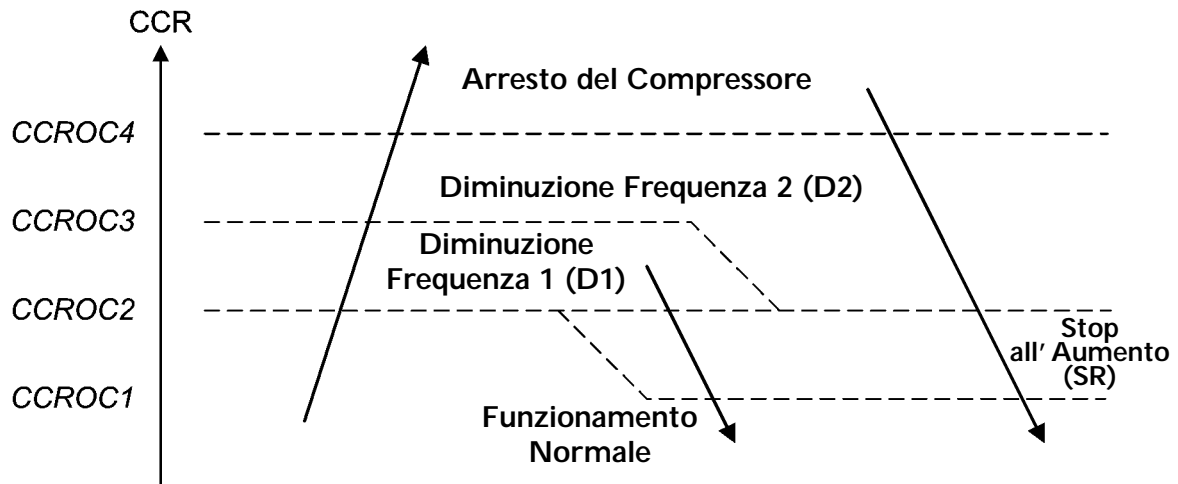 CCR
Arresto del Compressore
CCROC4
Diminuzione Frequenza 2 (D2)
CCROC3
Diminuzione
Frequenza 1 (D1)
CCROC2
Stop
all' Aumento
(SR)
CCROC1
Funzionamento
Normale